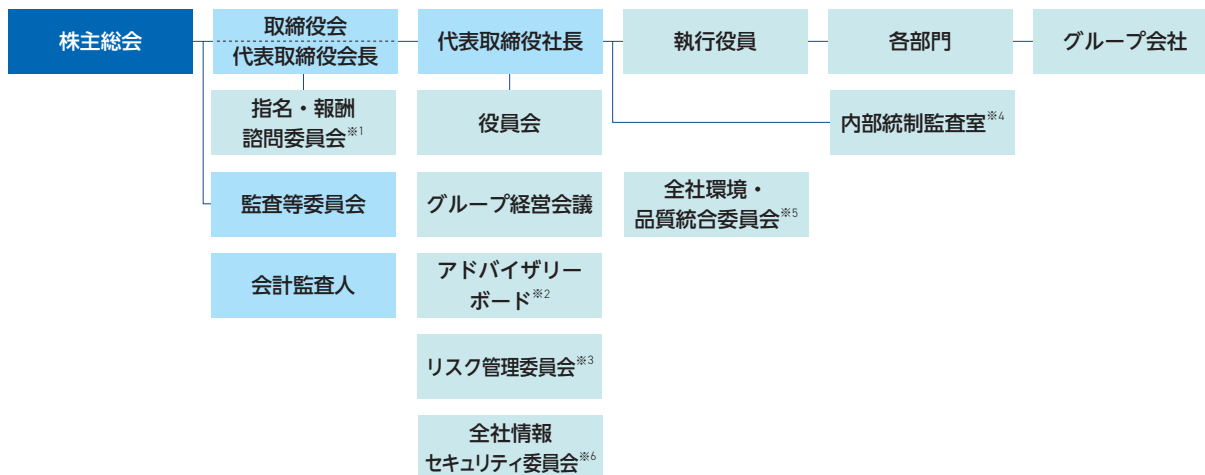 株主総会
取締役会
代表取締役会長
代表取締役社長
執行役員
各部門
グループ会社
指名・報酬
諮問委員会※1
役員会
内部統制監査室※4
監査等委員会
グループ経営会議
全社環境・
品質統合委員会※5
会計監査人
アドバイザリー
ボード※2
リスク管理委員会※3
全社情報
セキュリティ委員会※6